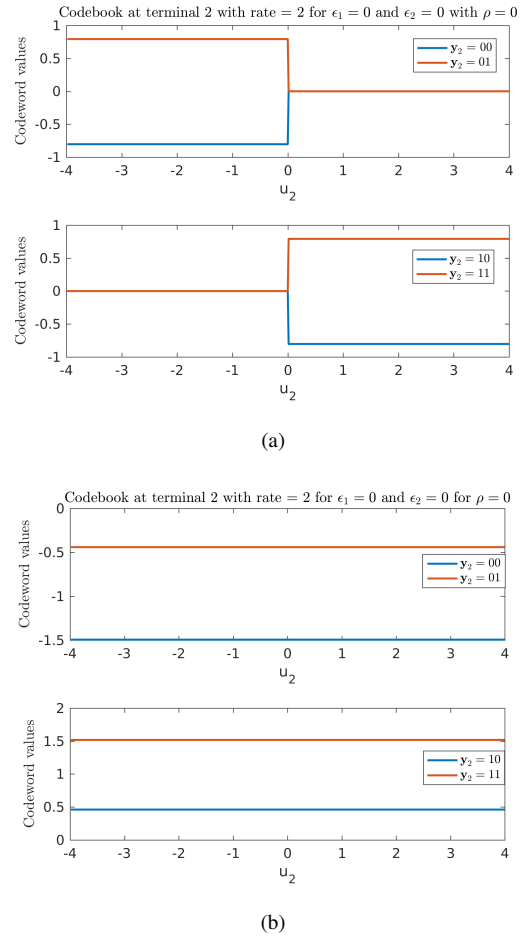 Codebook at terminal 2 with rate = 2 for ϵ₁ = 0 and ϵ₂ = 0 with ρ = 0
1
0.5
0
-0.5
-1
Codeword values
y₂ = 00
y₂ = 01
-4 -3 -2 -1 0 1 2 3 4
u₂
1
0.5
0
-0.5
-1
Codeword values
y₂ = 10
y₂ = 11
-4 -3 -2 -1 0 1 2 3 4
u₂
(a)
Codebook at terminal 2 with rate = 2 for ϵ₁ = 0 and ϵ₂ = 0 for ρ = 0
0
-0.5
-1
-1.5
Codeword values
y₂ = 00
y₂ = 01
-4 -3 -2 -1 0 1 2 3 4
u₂
2
1.5
1
0.5
0
Codeword values
y₂ = 10
y₂ = 11
-4 -3 -2 -1 0 1 2 3 4
u₂
(b)